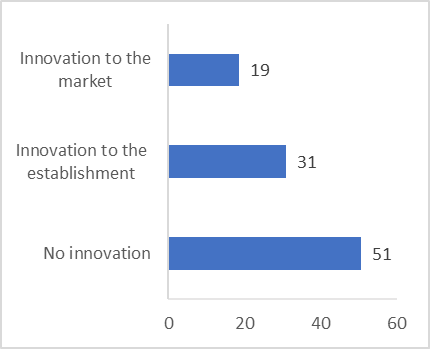 Innovation to the
market
19
Innovation to the
establishment
31
No innovation
51
0 20 40 60